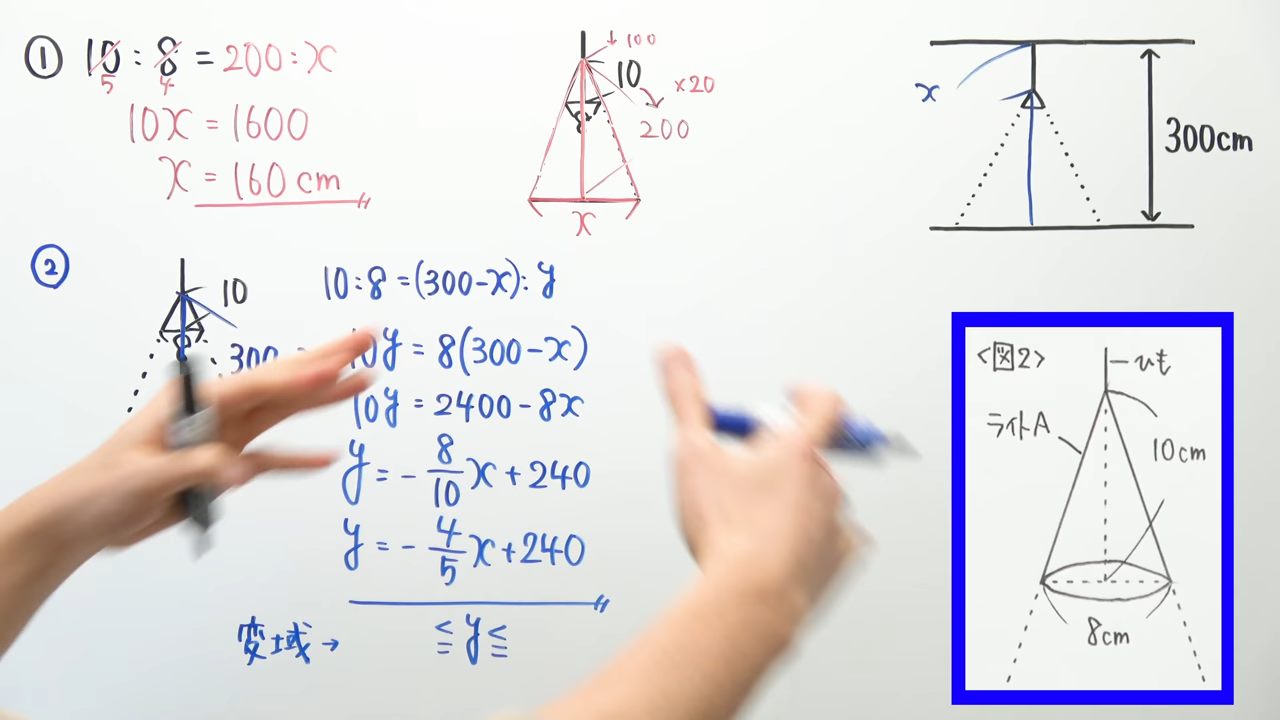 ① 10 : 8 = 200 : x
5 4
10x = 1600
x = 160 cm
↓ 100
10
×20
8
200
x
x
300cm
②
10
300
10 : 8 = (300-x) : y
10y = 8(300-x)
10y = 2400-8x
y = - 8/10 x + 240
y = - 4/5 x + 240
変域→ ≦ y ≦
<図2>
ひも
ライトA
10cm
8cm